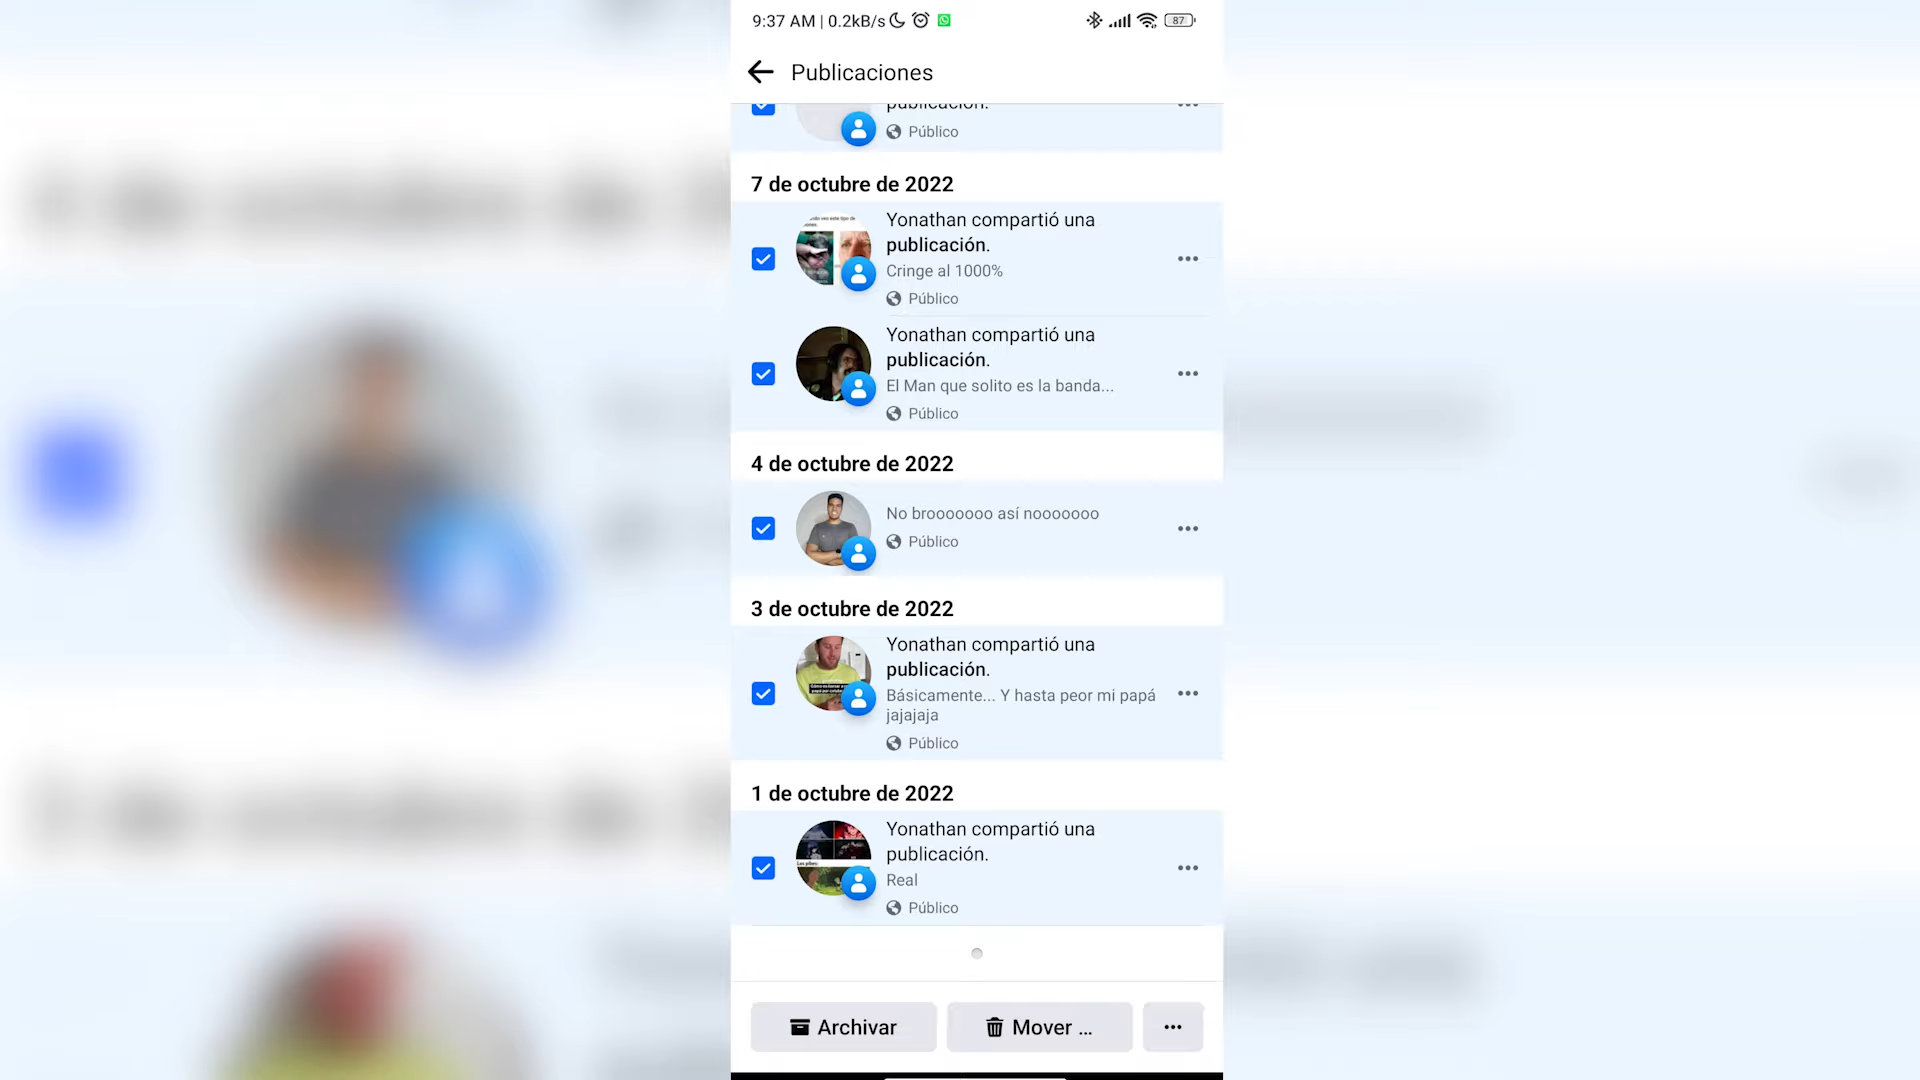 9:37 AM | 0.2kB/s
87
Publicaciones
publicación.
Público
7 de octubre de 2022
Yonathan compartió una
publicación.
Cringe al 1000%
Público
Yonathan compartió una
publicación.
El Man que solito es la banda...
Público
4 de octubre de 2022
No brooooooo así nooooooo
Público
3 de octubre de 2022
Yonathan compartió una
publicación.
Básicamente... Y hasta peor mi papá
jajajaja
Público
1 de octubre de 2022
Yonathan compartió una
publicación.
Real
Público
Archivar
Mover ...